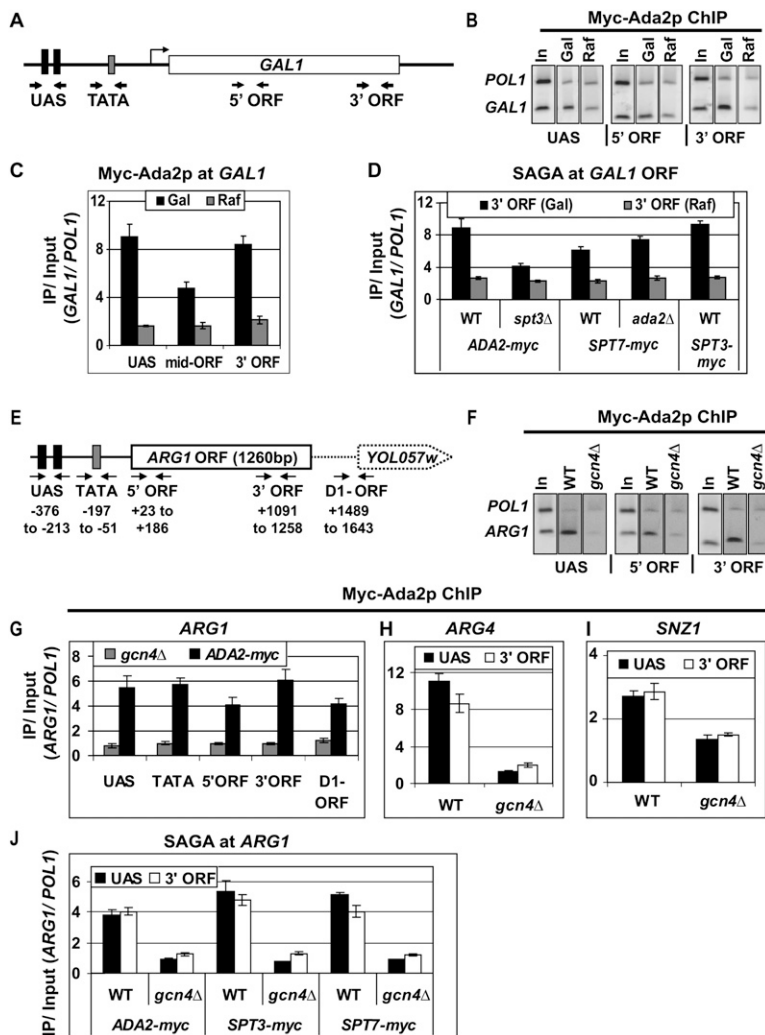 A
GAL1
UAS TATA 5' ORF 3' ORF
B
Myc-Ada2p ChIP
In Gal Raf In Gal Raf In Gal Raf
POL1
GAL1
UAS 5' ORF 3' ORF
C
Myc-Ada2p at GAL1
Gal Raf
IP/ Input
(GAL1/ POL1)
12
8
4
0
UAS mid-ORF 3' ORF
D
SAGA at GAL1 ORF
3' ORF (Gal) 3' ORF (Raf)
IP/ Input
(GAL1/ POL1)
12
8
4
0
WT spt3Δ WT ada2Δ WT
ADA2-myc SPT7-myc SPT3-
myc
E
ARG1 ORF (1260bp) YOL057w
UAS TATA 5' ORF 3' ORF D1-ORF
-376 -197 +23 to +1091 +1489
to -213 to -51 +186 to 1258 to 1643
F
Myc-Ada2p ChIP
In WT gcn4Δ In WT gcn4Δ In WT gcn4Δ
POL1
ARG1
UAS 5' ORF 3' ORF
Myc-Ada2p ChIP
G
ARG1
gcn4Δ ADA2-myc
IP/ Input
(ARG1/ POL1)
8
6
4
2
0
UAS TATA 5'ORF 3'ORF D1-
ORF
H
ARG4
UAS 3' ORF
12
8
4
0
WT gcn4Δ
I
SNZ1
UAS 3' ORF
4
2
0
WT gcn4Δ
J
SAGA at ARG1
UAS 3' ORF
IP/ Input (ARG1/ POL1)
8
6
4
2
0
WT gcn4Δ WT gcn4Δ WT gcn4Δ
ADA2-myc SPT3-myc SPT7-myc